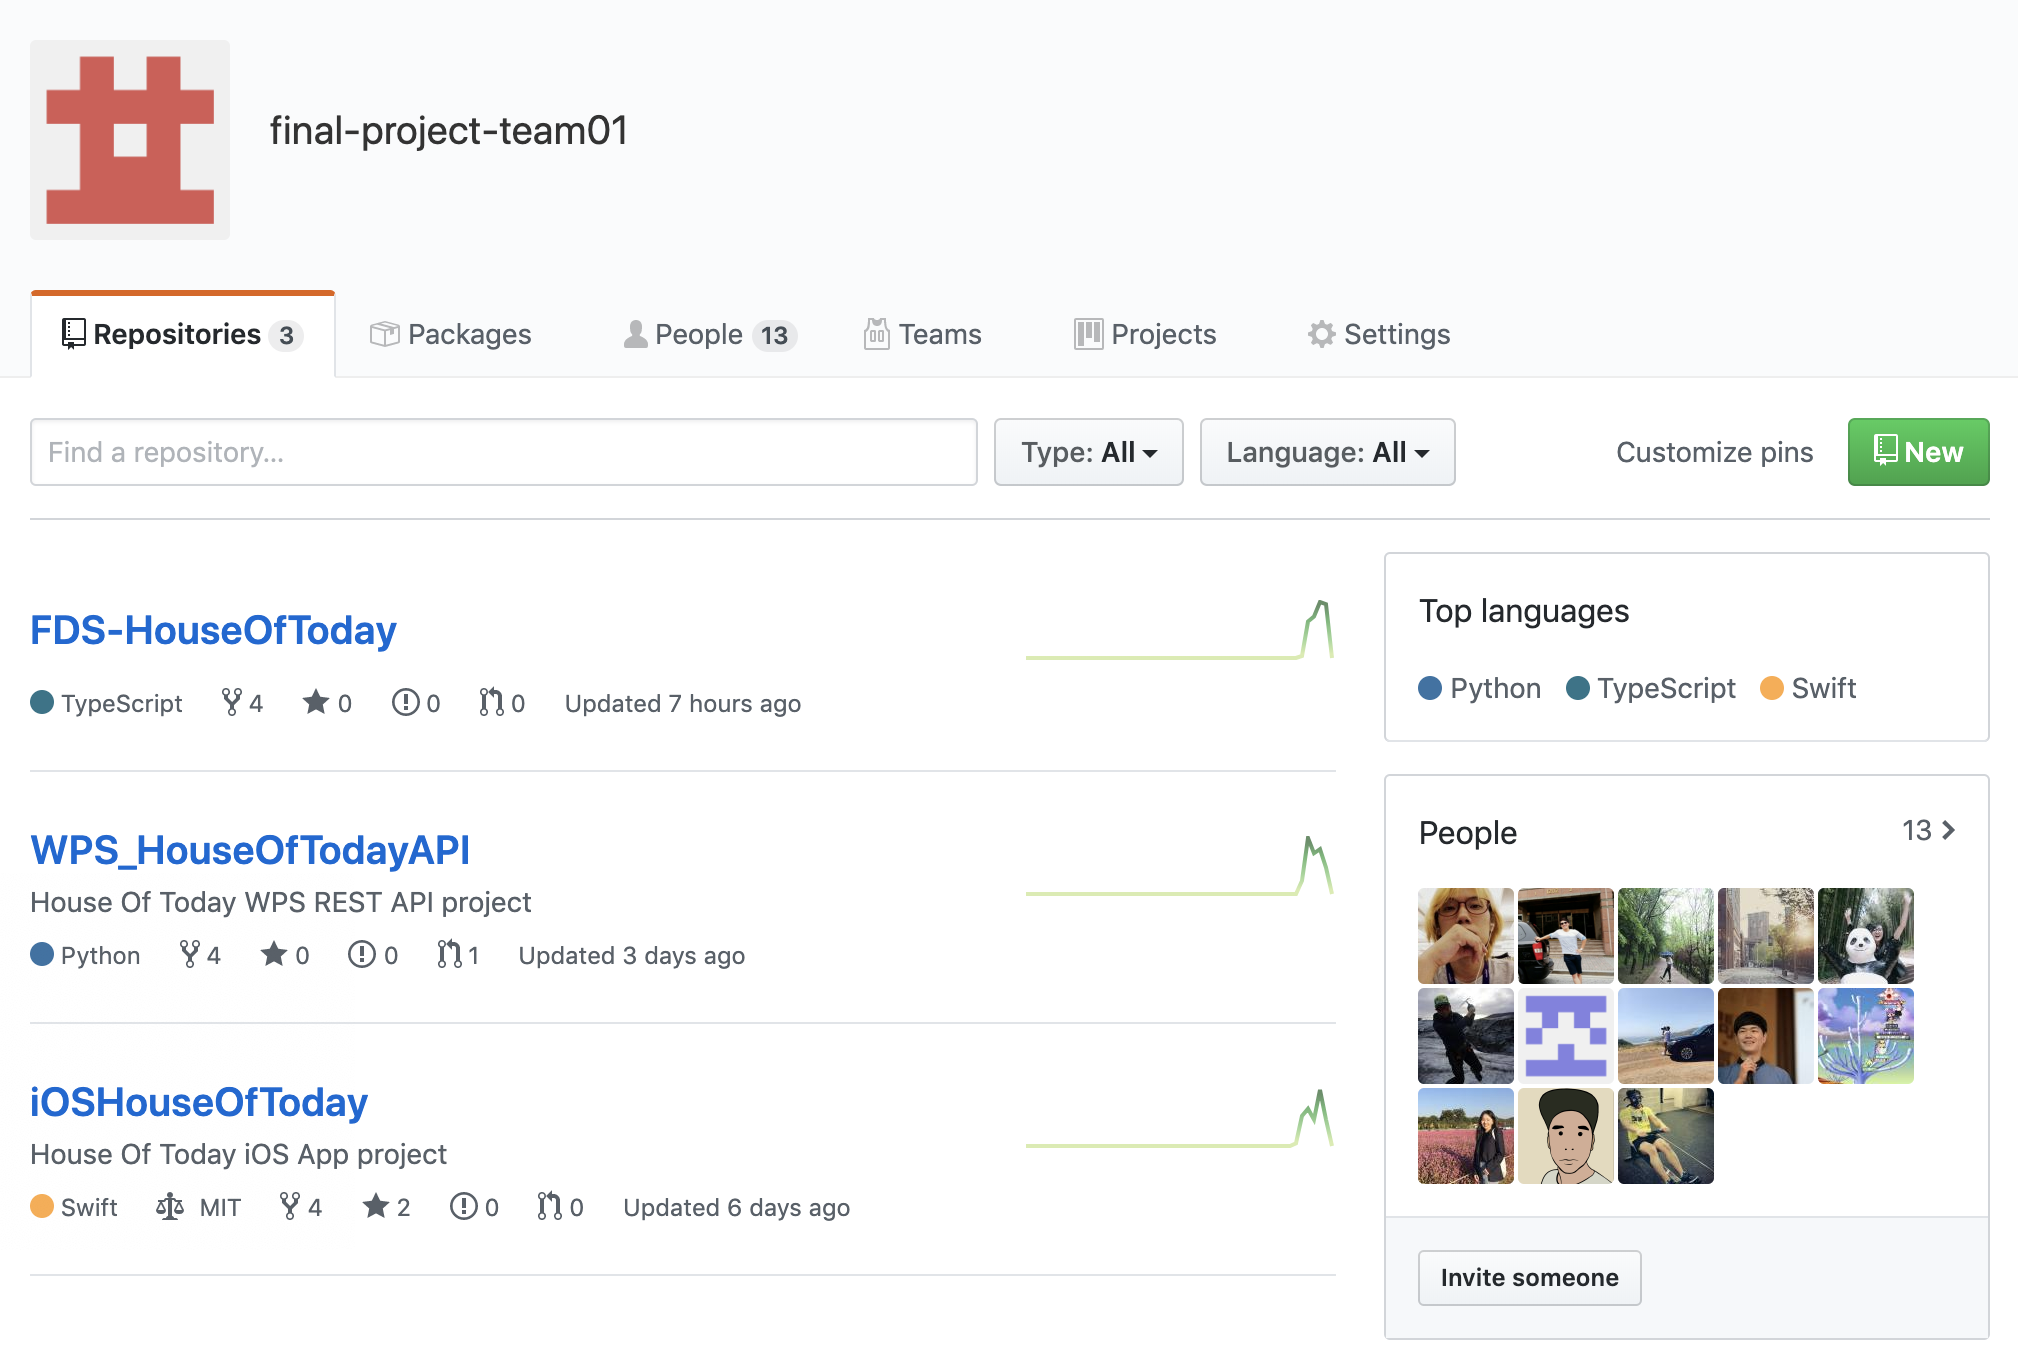 final-project-team01
Repositories 3
Packages
People 13
Teams
Projects
Settings
Find a repository...
Type: All
Language: All
Customize pins
New
FDS-HouseOfToday
TypeScript 4 0 0 0 Updated 7 hours ago
WPS_HouseOfTodayAPI
House Of Today WPS REST API project
Python 4 0 0 1 Updated 3 days ago
iOSHouseOfToday
House Of Today iOS App project
Swift MIT 4 2 0 0 Updated 6 days ago
Top languages
Python TypeScript Swift
People 13
Invite someone